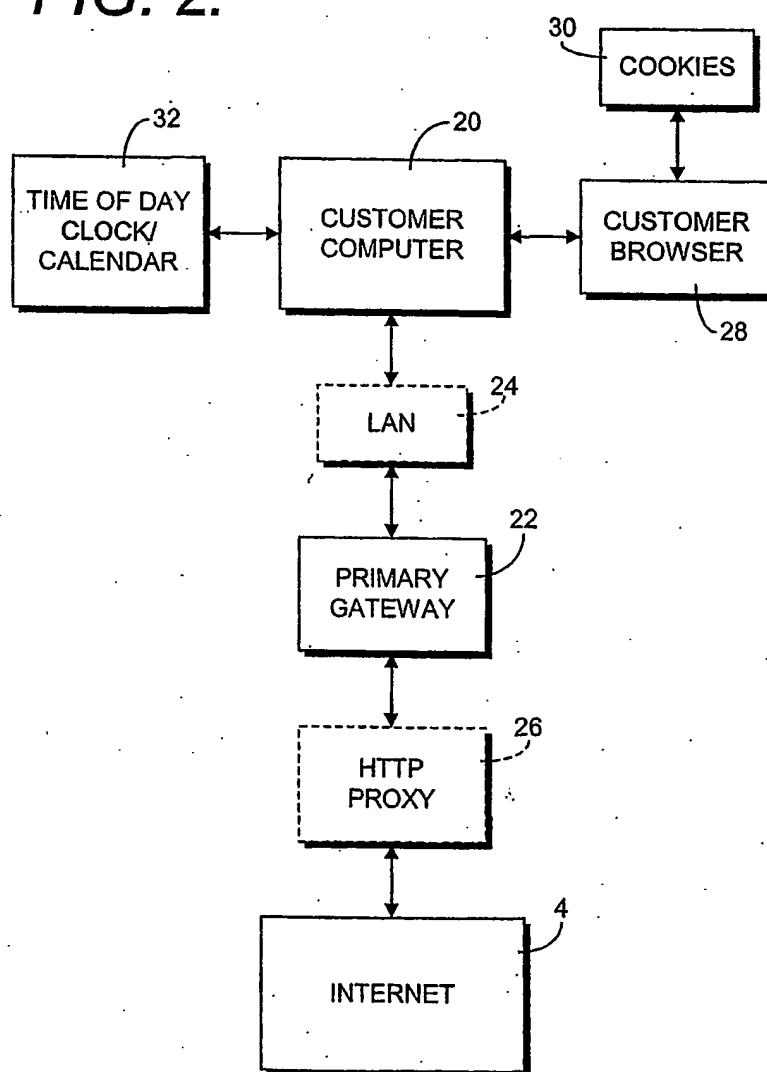 FIG. 2.
30
COOKIES
32
20
TIME OF DAY
CLOCK/
CALENDAR
CUSTOMER
COMPUTER
CUSTOMER
BROWSER
28
24
LAN
22
PRIMARY
GATEWAY
26
HTTP
PROXY
4
INTERNET